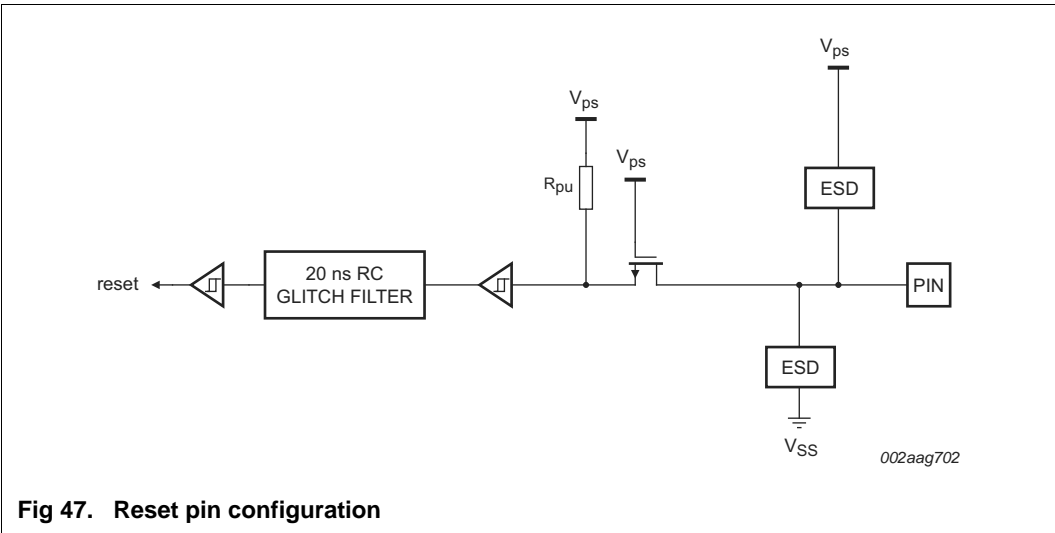 Vps
Vps
Vps
Rpu
ESD
reset
20 ns RC
GLITCH FILTER
PIN
ESD
VSS
002aag702
Fig 47. Reset pin configuration